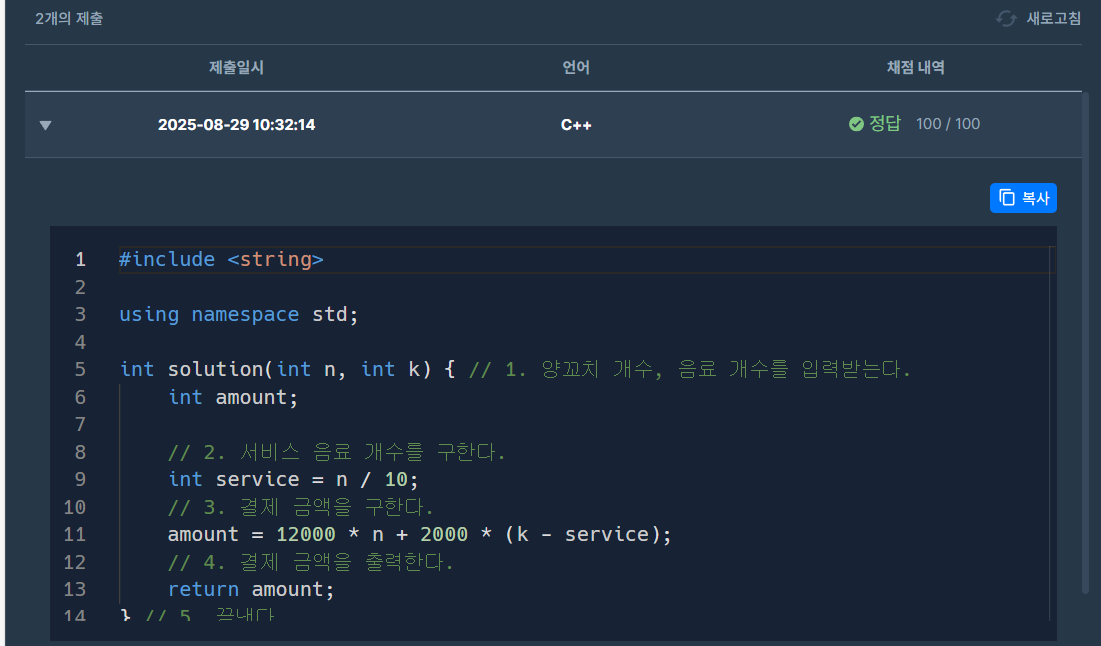 2개의 제출 새로고침
제출일시 언어 채점 내역
▼ 2025-08-29 10:32:14 C++ 정답 100 / 100
복사
1 #include <string>
2
3 using namespace std;
4
5 int solution(int n, int k) { // 1. 양꼬치 개수, 음료 개수를 입력받는다.
6     int amount;
7
8     // 2. 서비스 음료 개수를 구한다.
9     int service = n / 10;
10     // 3. 결제 금액을 구한다.
11     amount = 12000 * n + 2000 * (k - service);
12     // 4. 결제 금액을 출력한다.
13     return amount;
14 } // 5. 끝낸다